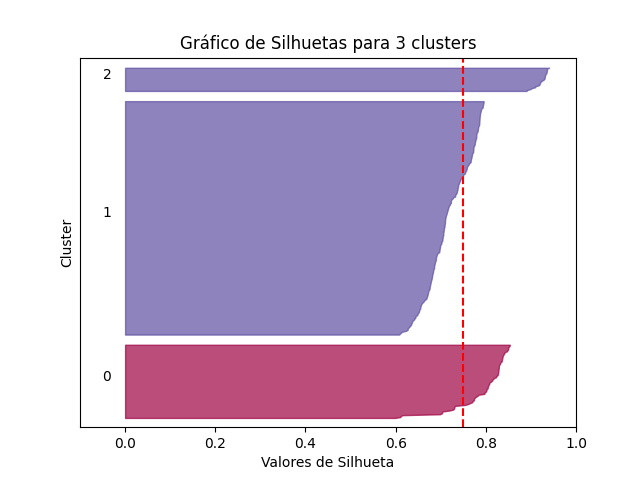 Gráfico de Silhuetas para 3 clusters
2
1
0
Cluster
0.0 0.2 0.4 0.6 0.8 1.0
Valores de Silhueta